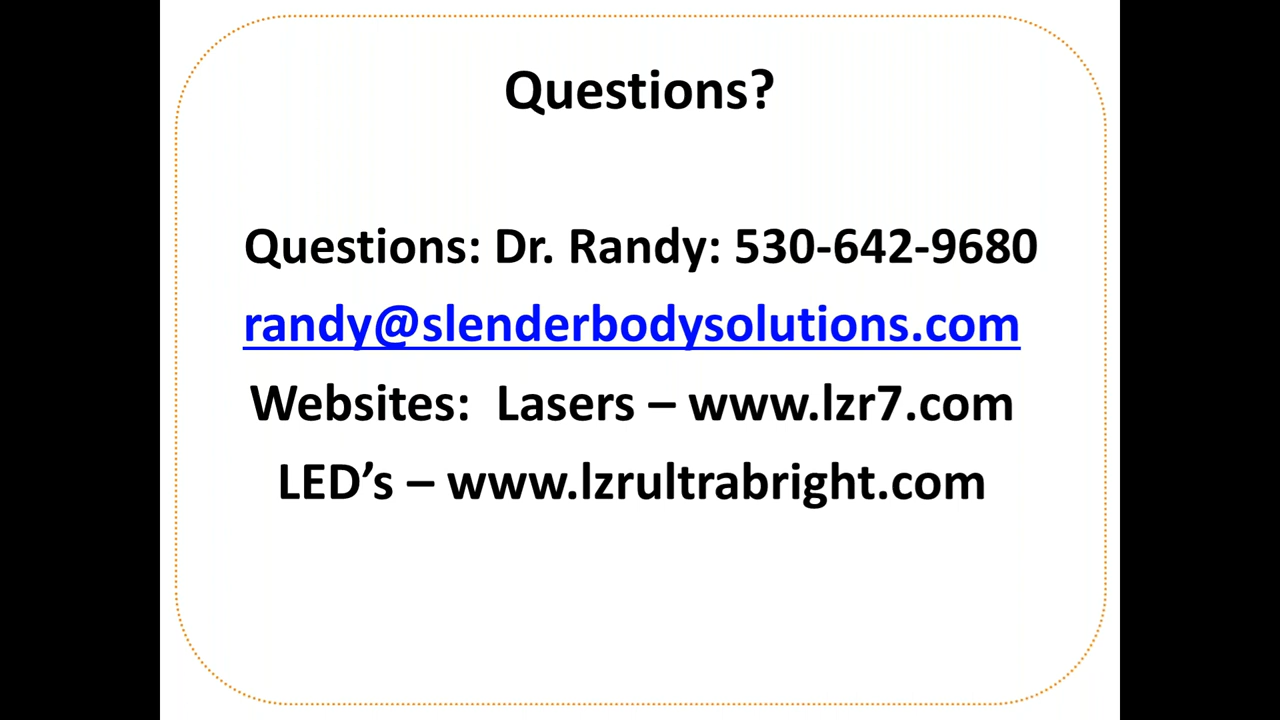 Questions?
Questions: Dr. Randy: 530-642-9680
randy@slenderbodysolutions.com
Websites:  Lasers – www.lzr7.com
LED’s – www.lzrultrabright.com